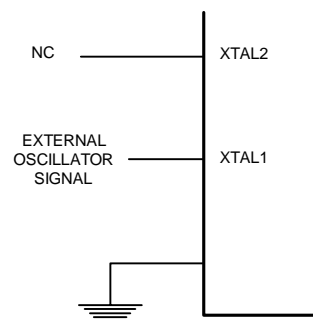 NC
XTAL2
EXTERNAL
OSCILLATOR
SIGNAL
XTAL1